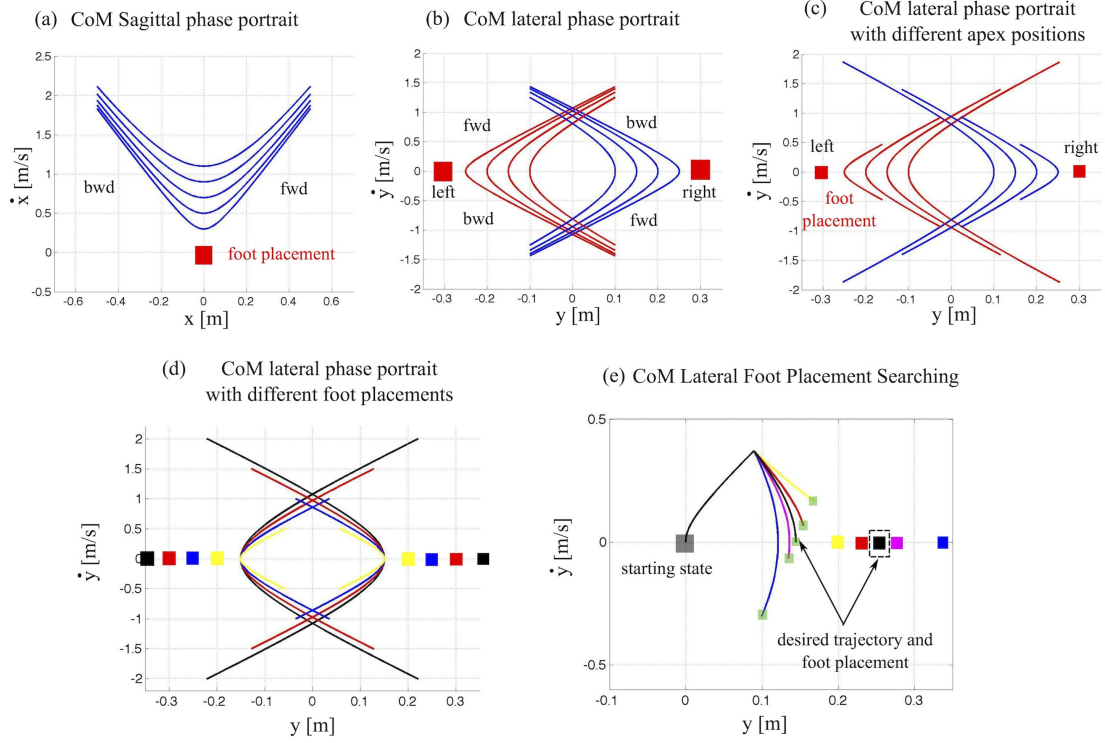 (a) CoM Sagittal phase portrait
2.5
2
1.5
1
0.5
0
-0.5
ẋ [m/s]
bwd
fwd
foot placement
-0.6
-0.4
-0.2
0
0.2
0.4
0.6
x [m]
(b) CoM lateral phase portrait
2
1.5
1
0.5
0
-0.5
-1
-1.5
-2
ẏ [m/s]
fwd
bwd
left
right
bwd
fwd
-0.3
-0.2
-0.1
0
0.1
0.2
0.3
y [m]
(c) CoM lateral phase portrait
with different apex positions
2
1.5
1
0.5
0
-0.5
-1
-1.5
-2
ẏ [m/s]
left
right
foot
placement
-0.3
-0.2
-0.1
0
0.1
0.2
0.3
y [m]
(d) CoM lateral phase portrait
with different foot placements
2
1.5
1
0.5
0
-0.5
-1
-1.5
-2
ẏ [m/s]
-0.3
-0.2
-0.1
0
0.1
0.2
0.3
y [m]
(e) CoM Lateral Foot Placement Searching
0.5
0
-0.5
ẏ [m/s]
starting state
desired trajectory and
foot placement
-0.1
0
0.1
0.2
0.3
0.4
y [m]